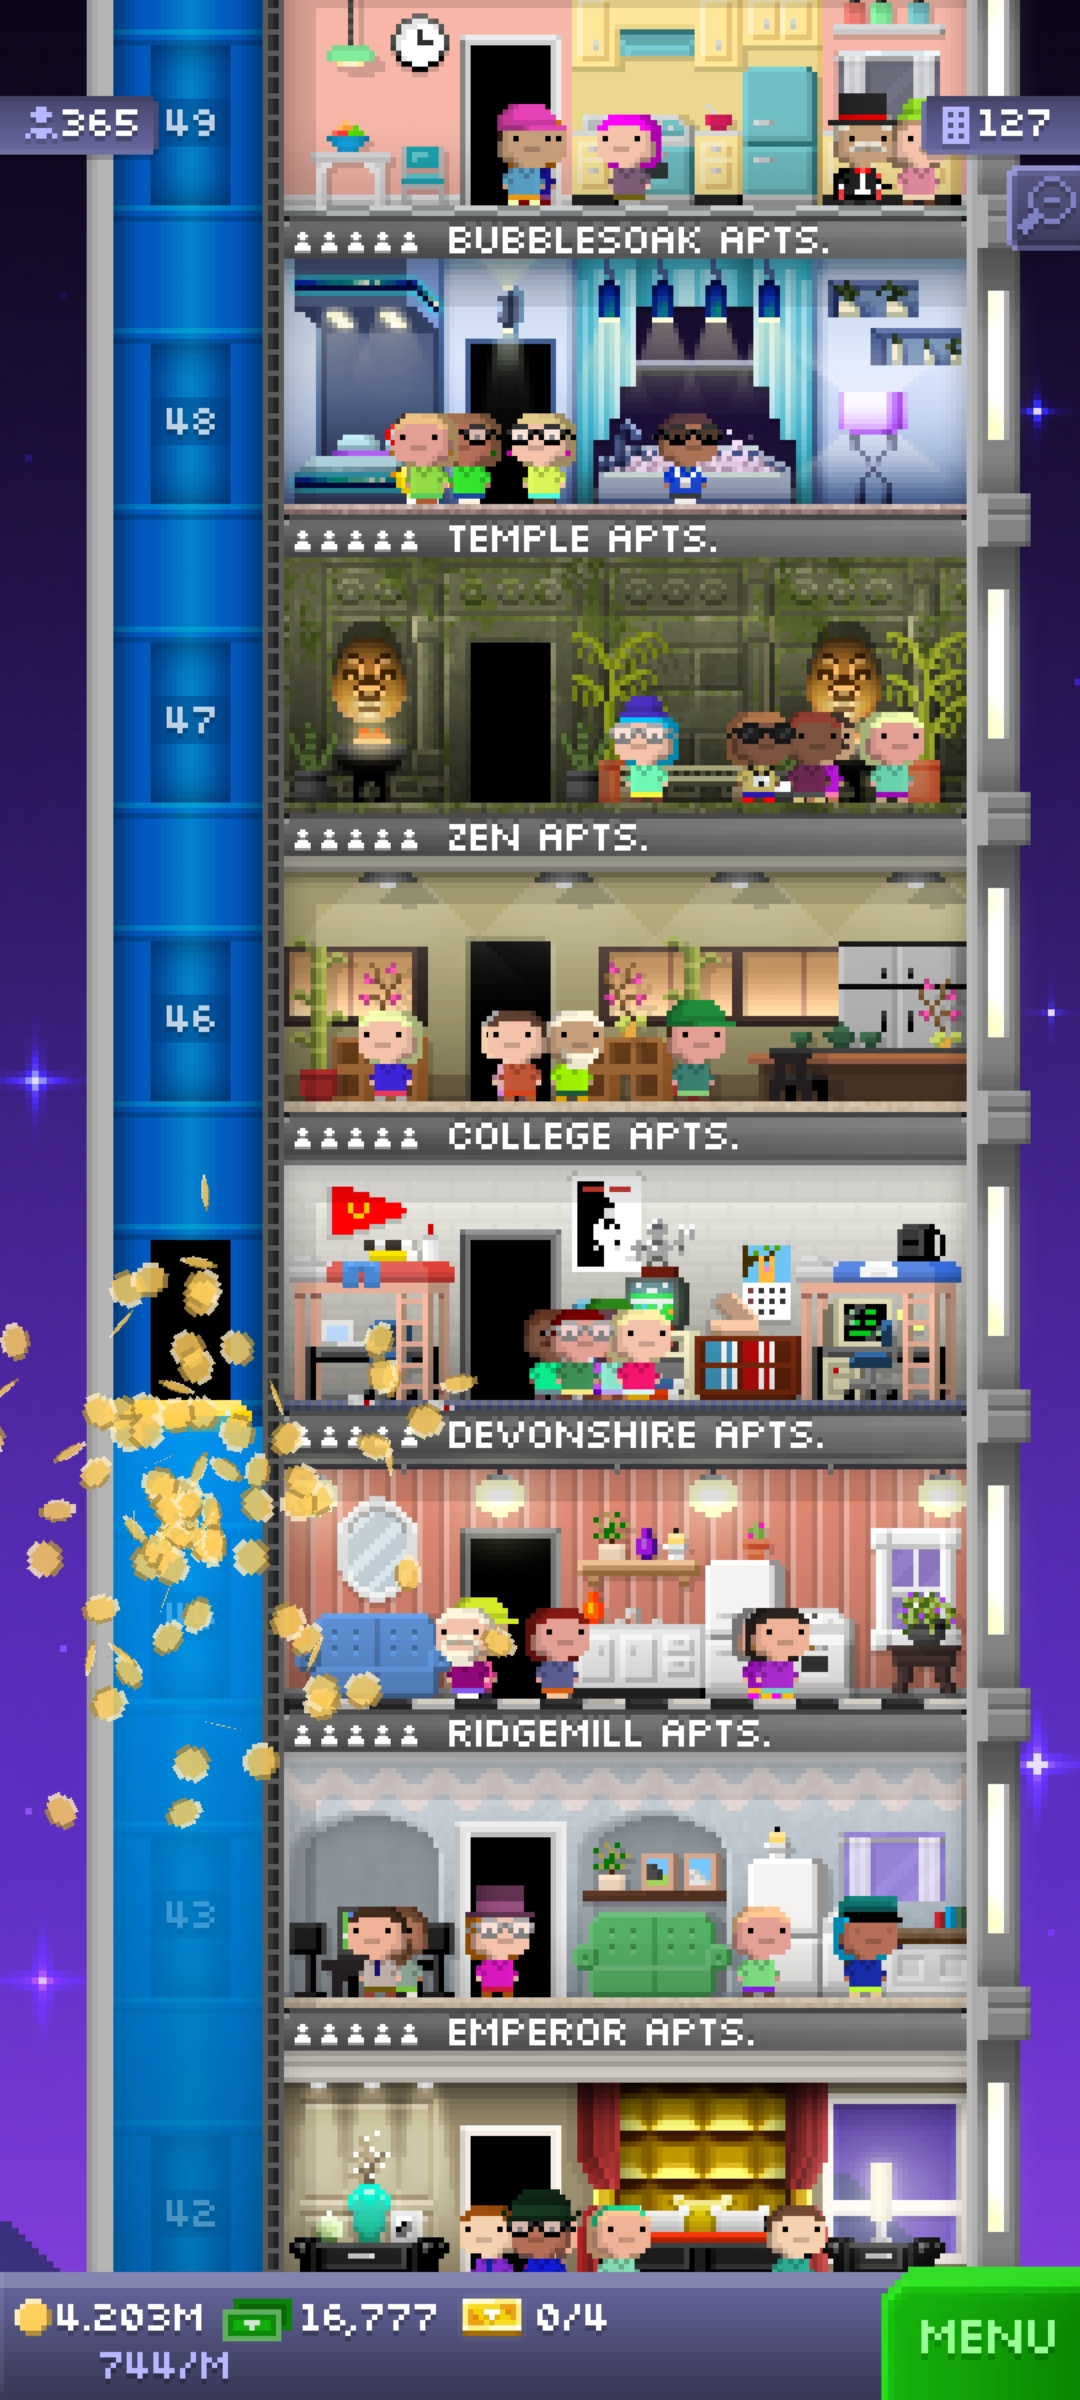 365
49
127
BUBBLESOAK APTS.
48
TEMPLE APTS.
47
ZEN APTS.
46
COLLEGE APTS.
DEVONSHIRE APTS.
RIDGEMILL APTS.
43
EMPEROR APTS.
42
4.203M
16,777
0/4
MENU
744/M